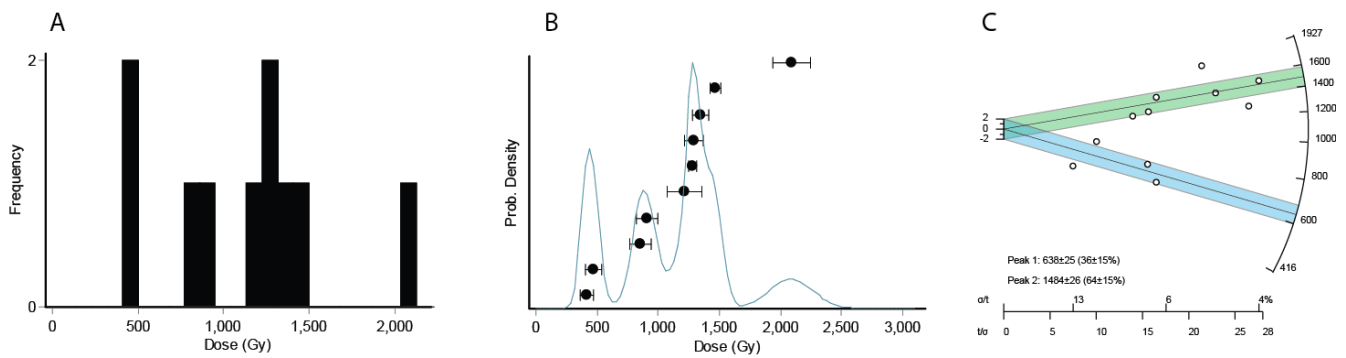 A
2
Frequency
0
0
500
1,000
1,500
2,000
Dose (Gy)
B
Prob. Density
0
500
1,000
1,500
2,000
2,500
3,000
Dose (Gy)
C
1927
1600
1400
1200
1000
800
600
416
2
0
-2
Peak 1: 638±25 (36±15%)
Peak 2: 1484±26 (64±15%)
σ/t 13 6 4%
t/σ 0 5 10 15 20 25 28